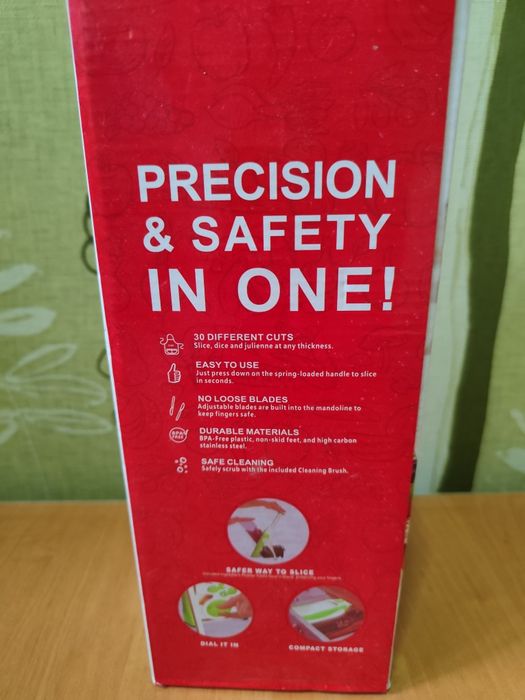 PRECISION
& SAFETY
IN ONE!
30 DIFFERENT CUTS
Slice, dice and julienne at any thickness.
EASY TO USE
Just press down on the spring-loaded handle to slice
in seconds.
NO LOOSE BLADES
Adjustable blades are built into the mandoline to
keep fingers safe.
BPA
FREE
DURABLE MATERIALS
BPA-Free plastic, non-skid feet, and high carbon
stainless steel.
SAFE CLEANING
Safely scrub with the included Cleaning Brush.
SAFER WAY TO SLICE
DIAL IT IN
COMPACT STORAGE